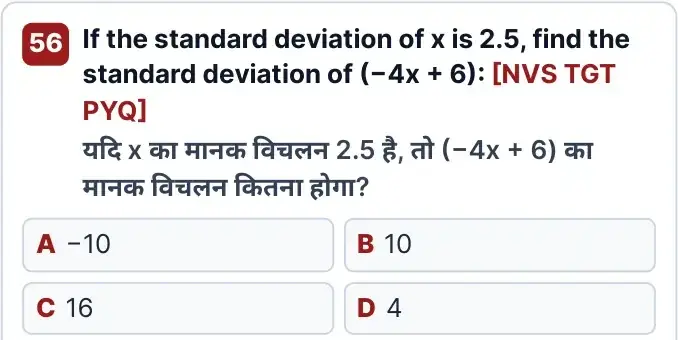 56 If the standard deviation of x is 2.5, find the
standard deviation of (−4x + 6): [NVS TGT
PYQ]
यदि x का मानक विचलन 2.5 है, तो (−4x + 6) का
मानक विचलन कितना होगा?
A −10
B 10
C 16
D 4